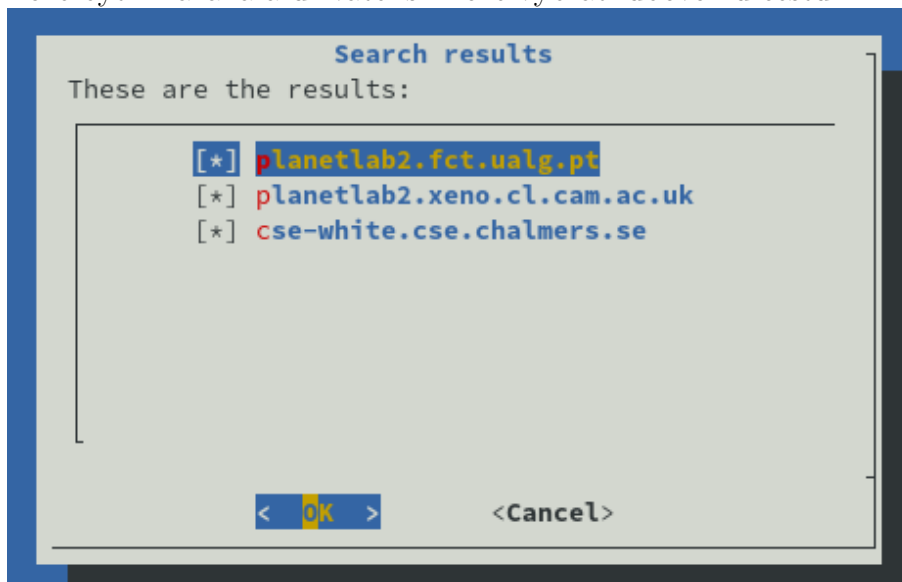 Search results
These are the results:
[*] planetlab2.fct.ualg.pt
[*] planetlab2.xeno.cl.cam.ac.uk
[*] cse-white.cse.chalmers.se
< OK > <Cancel>